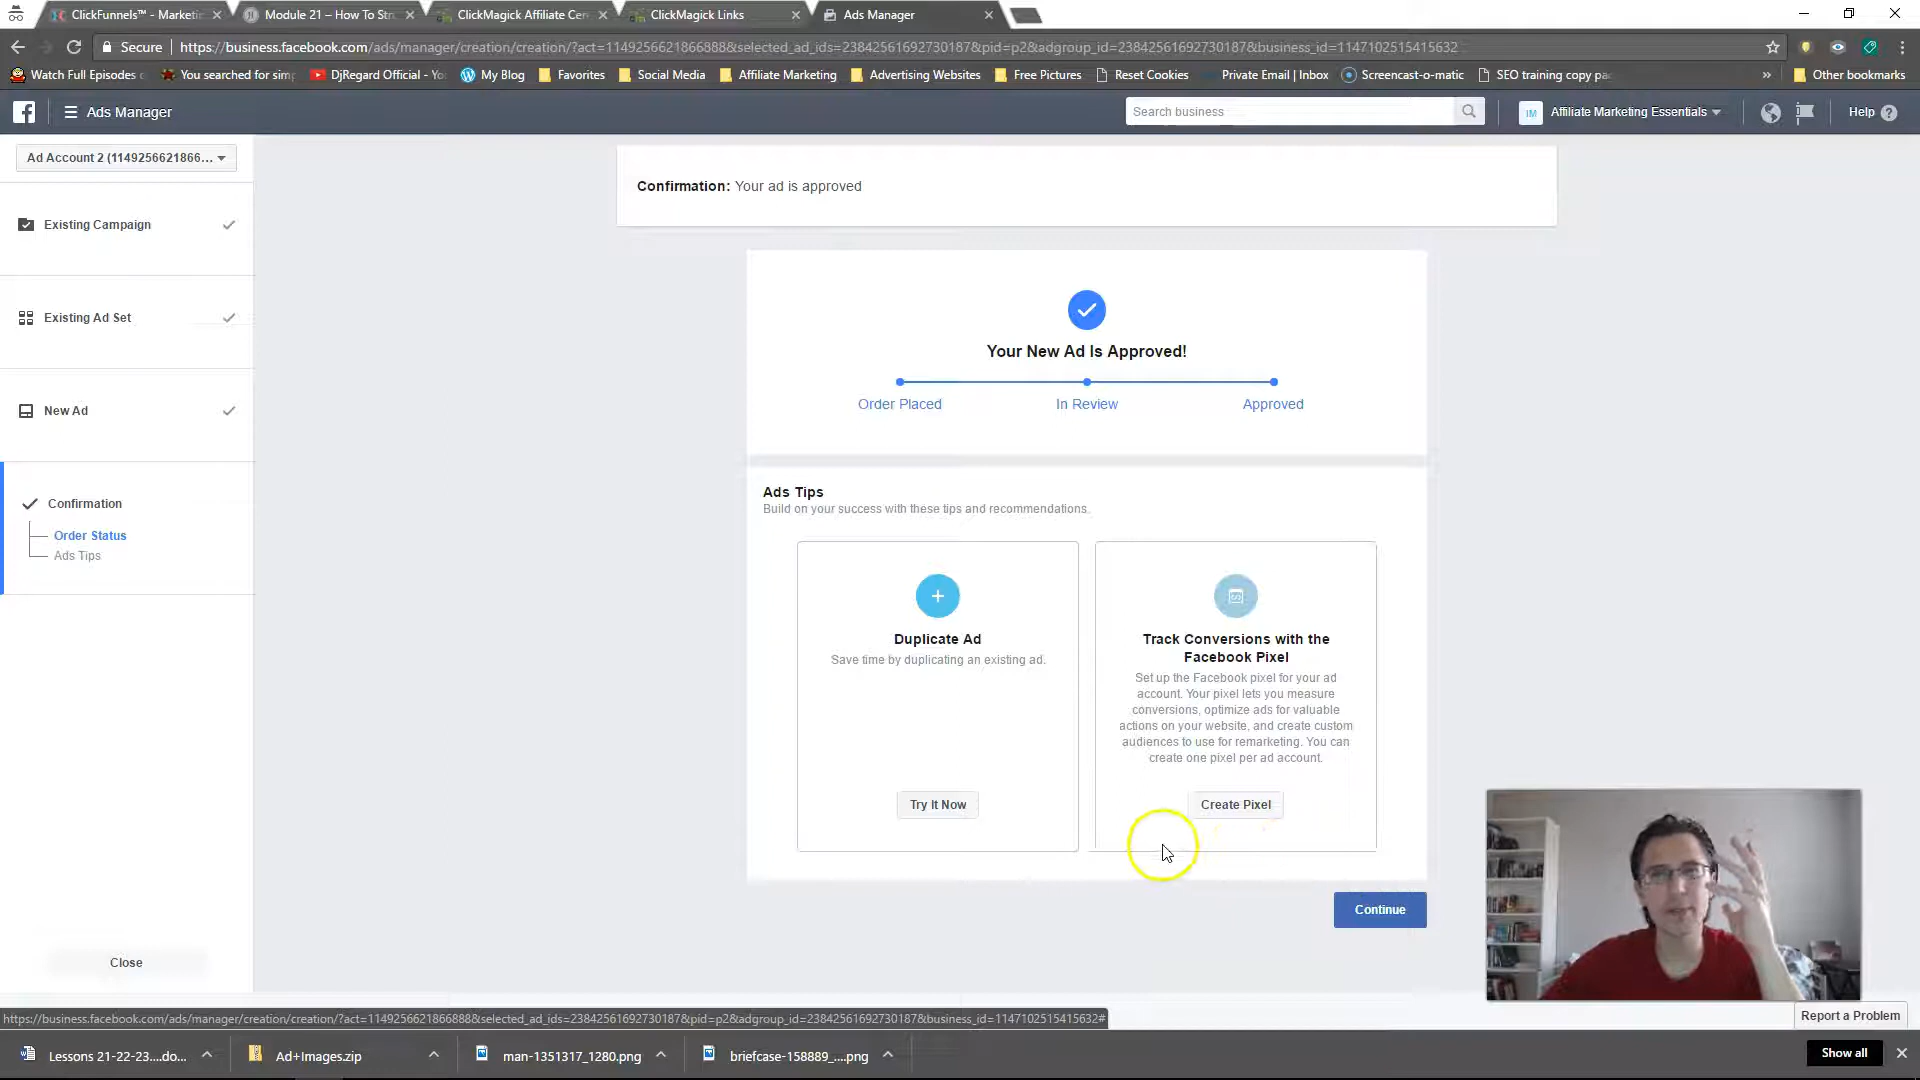 ClickFunnels™ - Marketi
Module 21 – How To Str
ClickMagick Affiliate Cen
ClickMagick Links
Ads Manager
Secure
https://business.facebook.com/ads/manager/creation/creation/?act=1149256621866888&selected_ad_ids=23842561692730187&pid=p2&adgroup_id=23842561692730187&business_id=1147102515415632
Watch Full Episodes o
You searched for simp
DjRegard Official - Yo
My Blog
Favorites
Social Media
Affiliate Marketing
Advertising Websites
Free Pictures
Reset Cookies
Private Email | Inbox
Screencast-o-matic
SEO training copy pa
»
Other bookmarks
Ads Manager
Search business
IM
Affiliate Marketing Essentials
Help
Ad Account 2 (11492566218666...
Confirmation: Your ad is approved
Existing Campaign
Existing Ad Set
New Ad
Confirmation
Order Status
Ads Tips
Close
Your New Ad Is Approved!
Order Placed
In Review
Approved
Ads Tips
Build on your success with these tips and recommendations.
Duplicate Ad
Save time by duplicating an existing ad.
Try It Now
Track Conversions with the
Facebook Pixel
Set up the Facebook pixel for your ad
account. Your pixel lets you measure
conversions, optimize ads for valuable
actions on your website, and create custom
audiences to use for remarketing. You can
create one pixel per ad account.
Create Pixel
Continue
Report a Problem
https://business.facebook.com/ads/manager/creation/creation/?act=1149256621866888&selected_ad_ids=23842561692730187&pid=p2&adgroup_id=23842561692730187&business_id=1147102515415632#
Lessons 21-22-23....do...
Ad+Images.zip
man-1351317_1280.png
briefcase-158889_....png
Show all